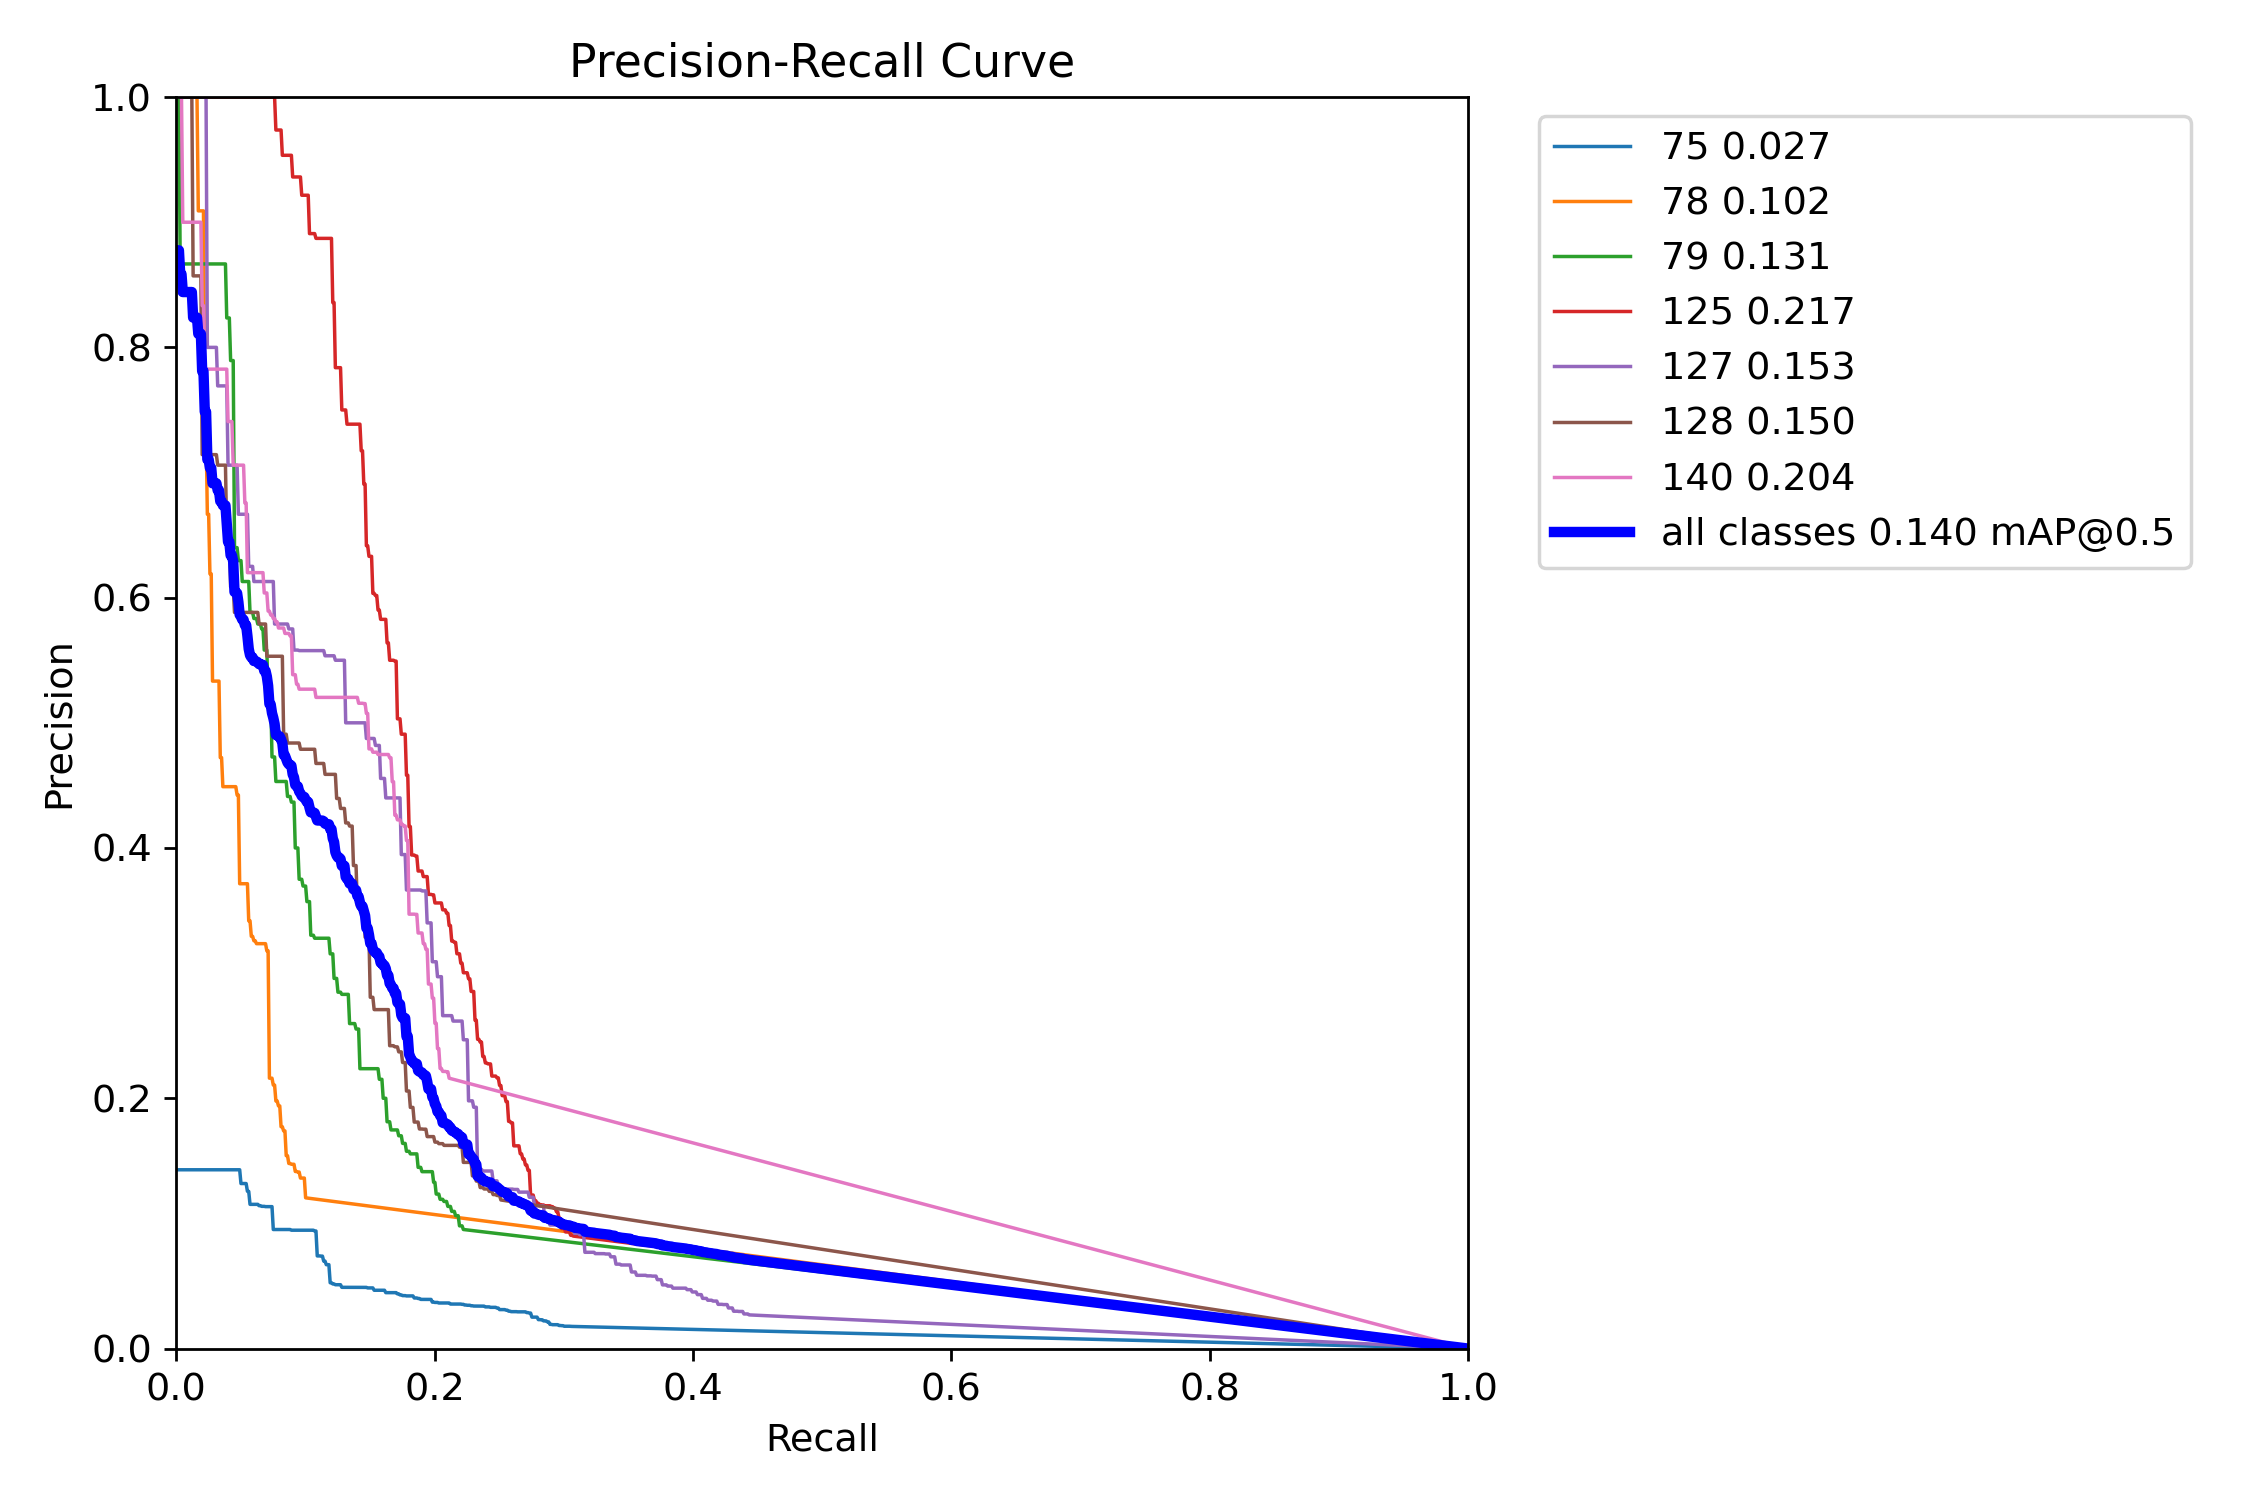 Precision-Recall Curve
1.0
0.8
0.6
0.4
0.2
0.0
Precision
0.0 0.2 0.4 0.6 0.8 1.0
Recall
75 0.027
78 0.102
79 0.131
125 0.217
127 0.153
128 0.150
140 0.204
all classes 0.140 mAP@0.5